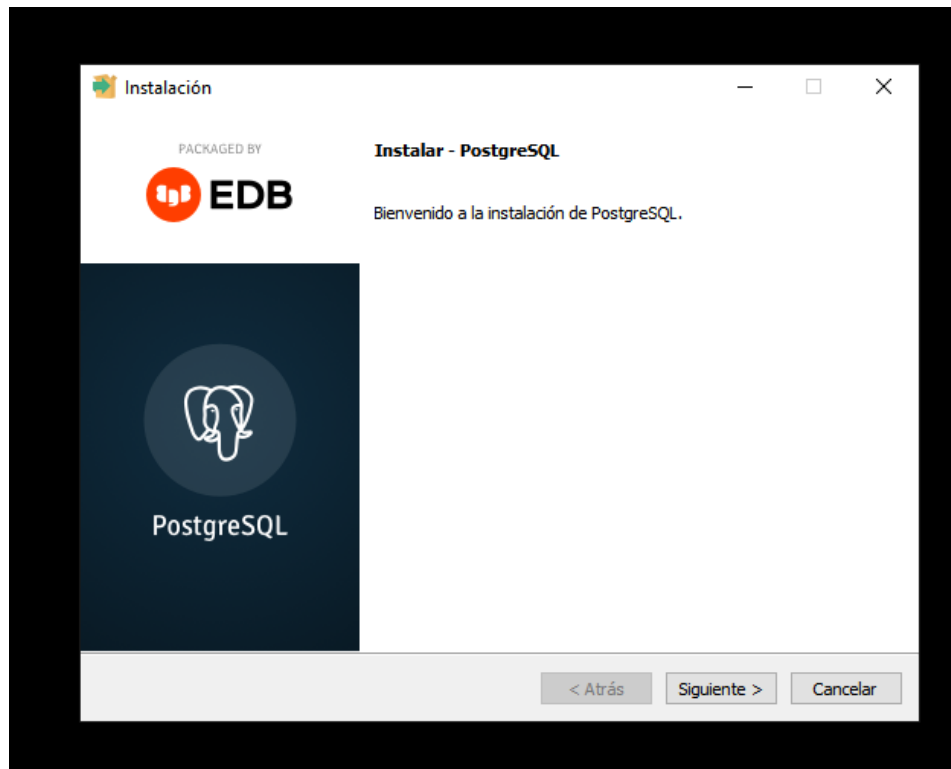 Instalación
PACKAGED BY
EDB
Instalar - PostgreSQL
Bienvenido a la instalación de PostgreSQL.
PostgreSQL
< Atrás
Siguiente >
Cancelar